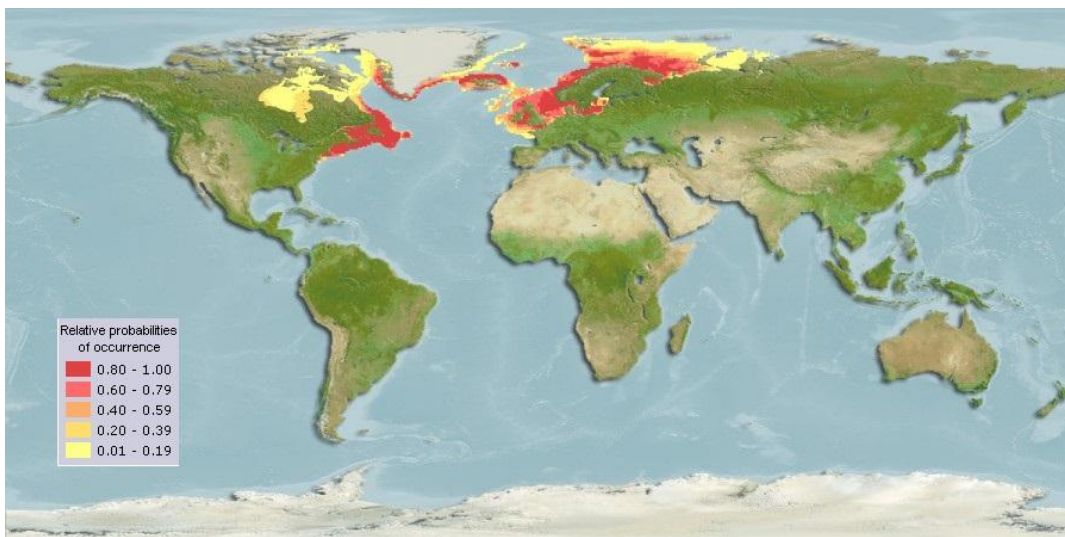 Relative probabilities
of occurrence
0.80 - 1.00
0.60 - 0.79
0.40 - 0.59
0.20 - 0.39
0.01 - 0.19